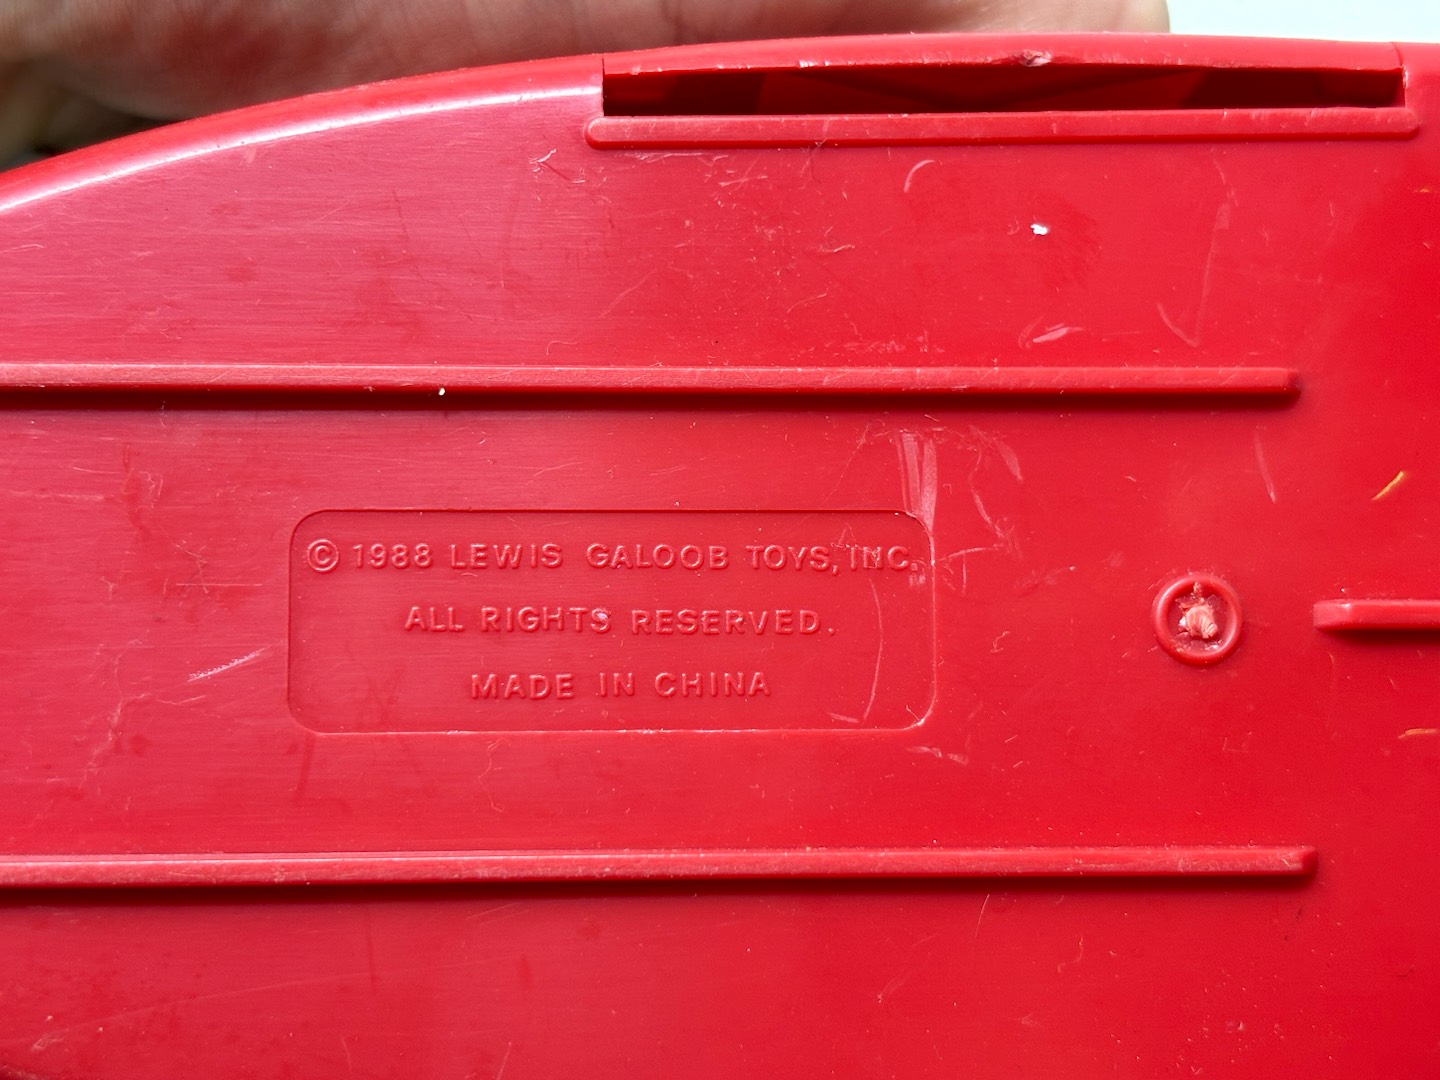 © 1988 LEWIS GALOOB TOYS, INC.
ALL RIGHTS RESERVED.
MADE IN CHINA